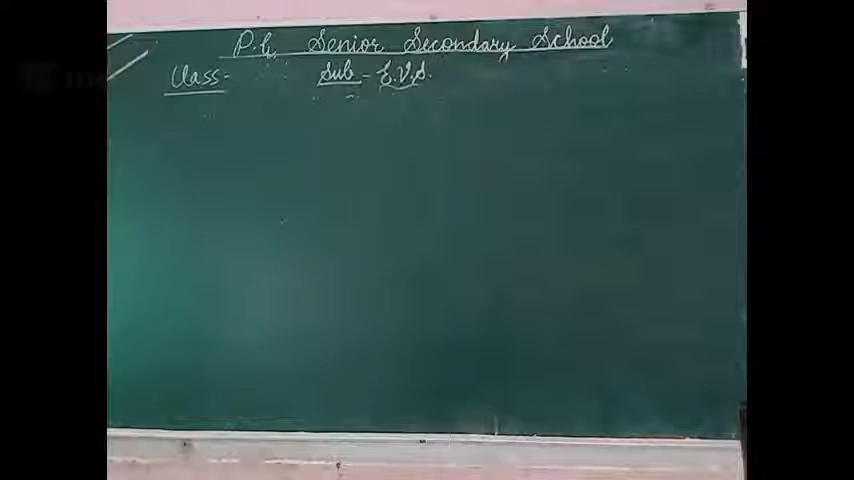 P.G. Senior Secondary School
Class- Sub- E.V.S.